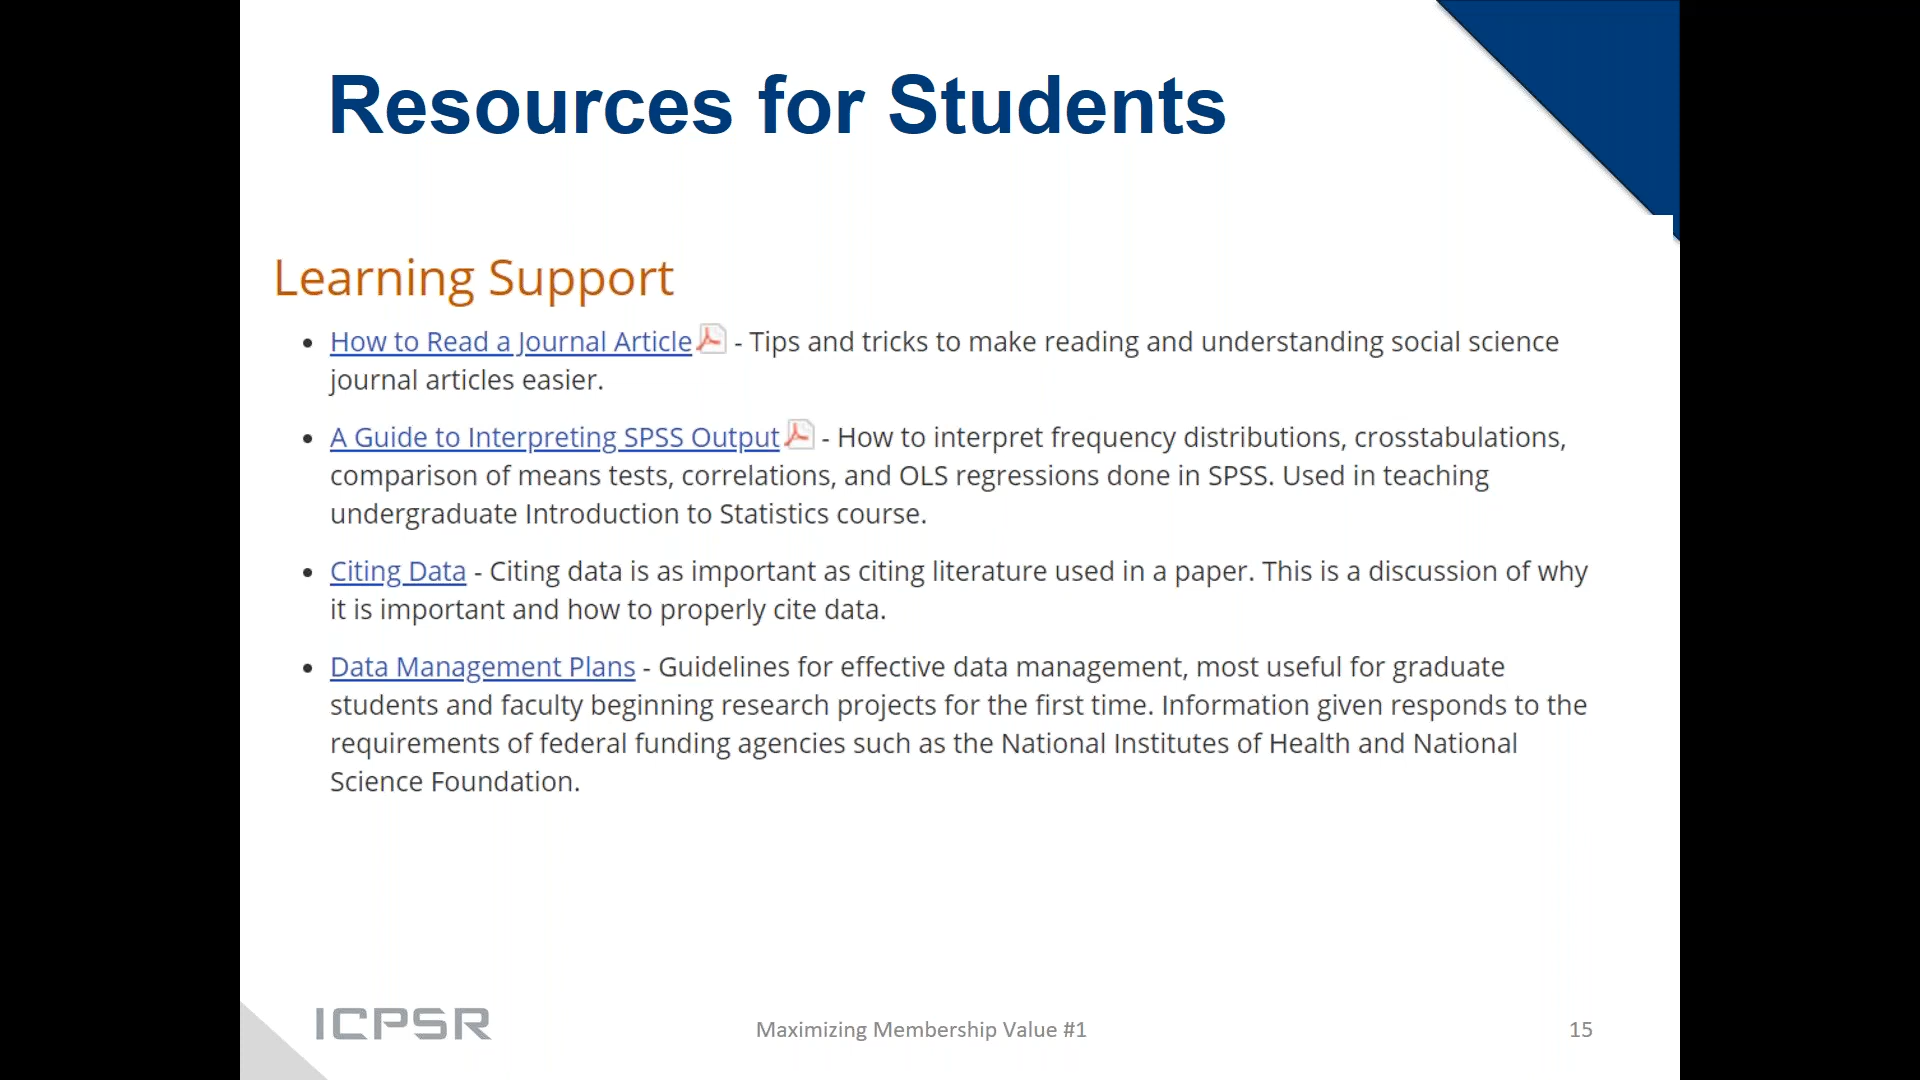 Resources for Students
Learning Support
• How to Read a Journal Article - Tips and tricks to make reading and understanding social science
journal articles easier.
• A Guide to Interpreting SPSS Output - How to interpret frequency distributions, crosstabulations,
comparison of means tests, correlations, and OLS regressions done in SPSS. Used in teaching
undergraduate Introduction to Statistics course.
• Citing Data - Citing data is as important as citing literature used in a paper. This is a discussion of why
it is important and how to properly cite data.
• Data Management Plans - Guidelines for effective data management, most useful for graduate
students and faculty beginning research projects for the first time. Information given responds to the
requirements of federal funding agencies such as the National Institutes of Health and National
Science Foundation.
ICPSR
Maximizing Membership Value #1
15